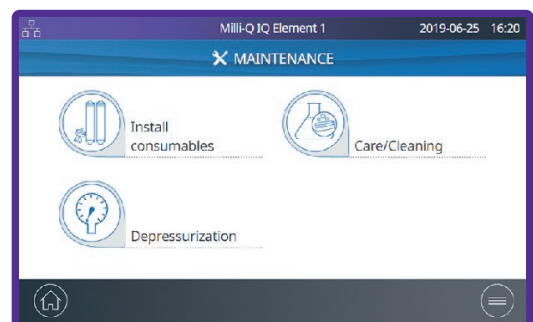 Milli-Q IQ Element 1 2019-06-25 16:20
MAINTENANCE
Install
consumables
Care/Cleaning
Depressurization